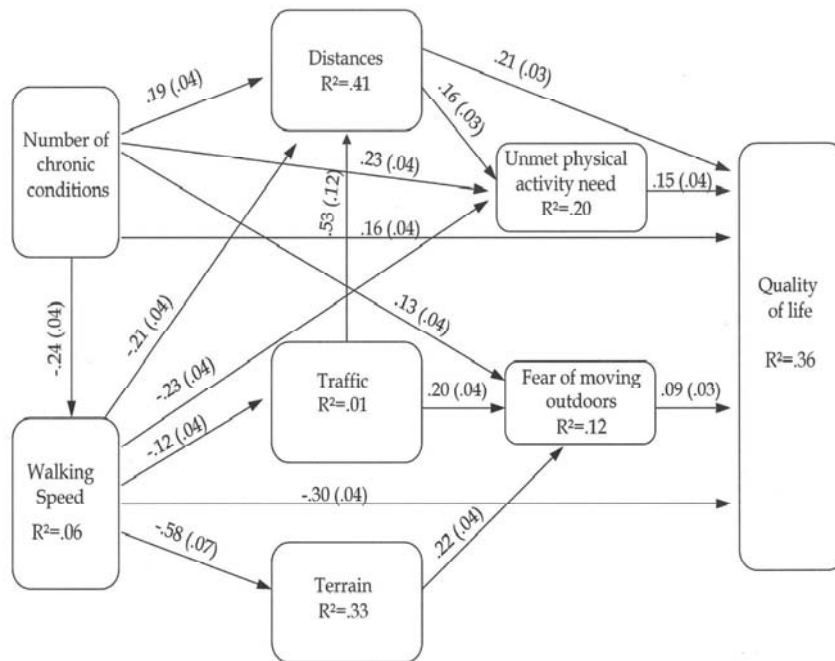 Distances
R²=.41
.21 (.03)
.19 (.04)
.16 (.03)
Number of
chronic
conditions
.23 (.04)
Unmet physical
activity need
R²=.20
.15 (.04)
.53 (.12)
.16 (.04)
-.24 (.04)
-.21 (.04)
.13 (.04)
Quality
of life
R²=.36
-.23 (.04)
Traffic
R²=.01
.20 (.04)
Fear of moving
outdoors
R²=.12
.09 (.03)
-.12 (.04)
Walking
Speed
R²=.06
-.30 (.04)
-.58 (.07)
.22 (.04)
Terrain
R²=.33